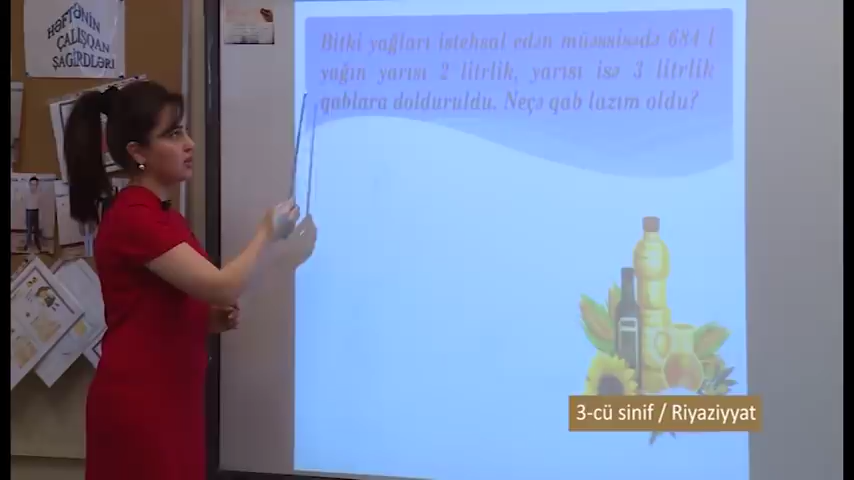 HƏFTƏNİN
ÇALIŞQAN
ŞAGİRDLƏRİ
Bitki yağları istehsal edən müəssisədə 684 l
yağın yarısı 2 litrlik, yarısı isə 3 litrlik
qablara dolduruldu. Neçə qab lazım oldu?
3-cü sinif / Riyaziyyat